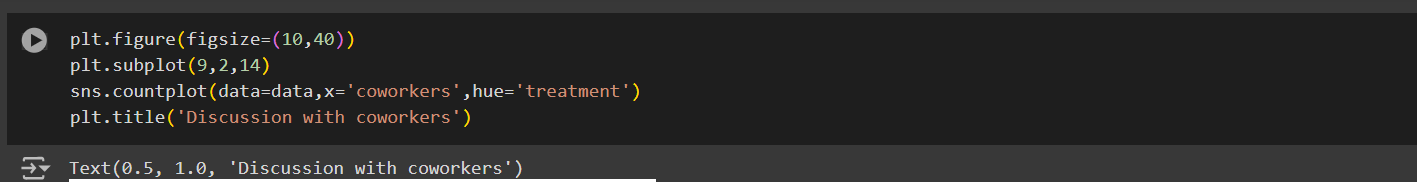 plt.figure(figsize=(10,40))
plt.subplot(9,2,14)
sns.countplot(data=data,x='coworkers',hue='treatment')
plt.title('Discussion with coworkers')
Text(0.5, 1.0, 'Discussion with coworkers')